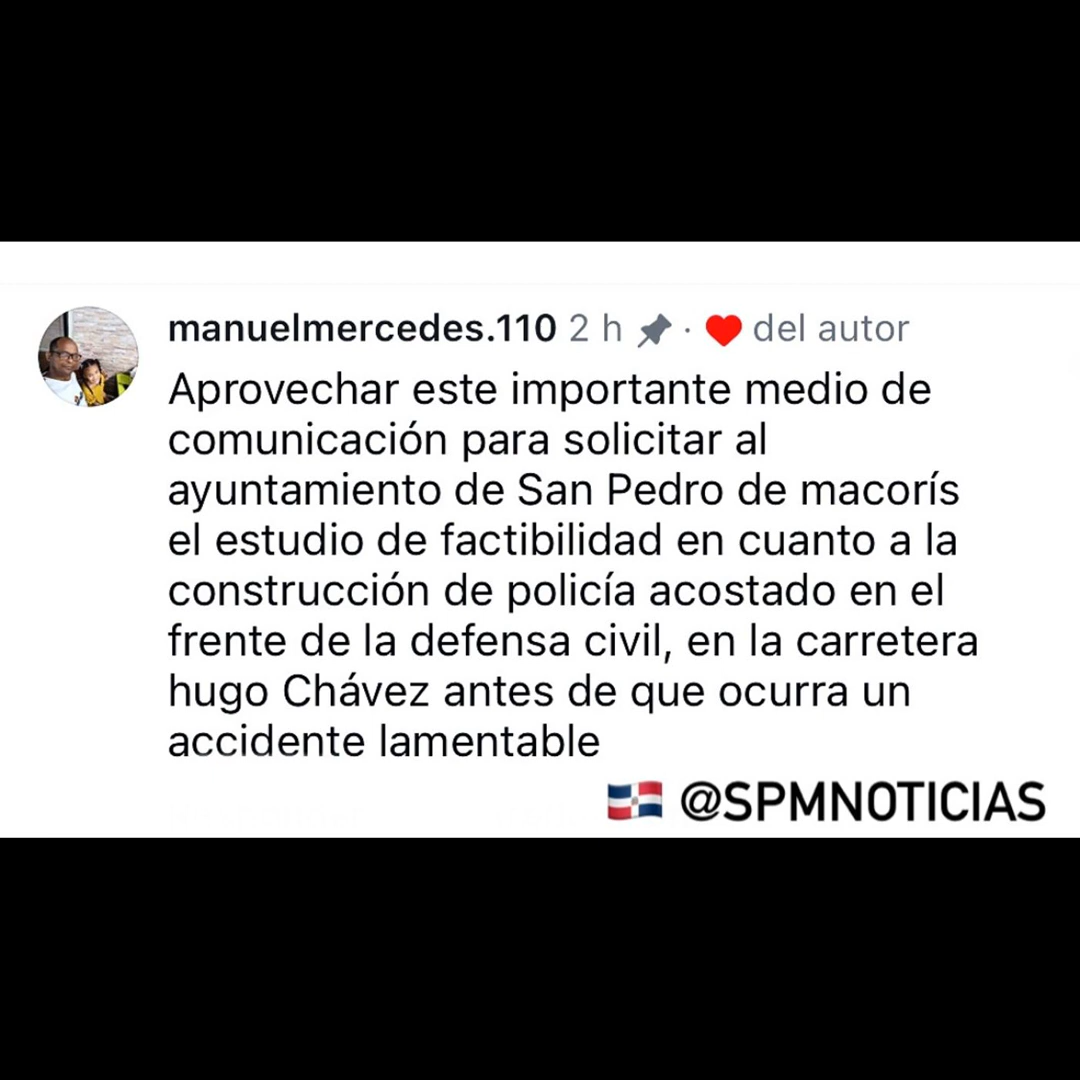 manuelmercedes.110 2 h 📌 · ❤️ del autor
Aprovechar este importante medio de
comunicación para solicitar al
ayuntamiento de San Pedro de macorís
el estudio de factibilidad en cuanto a la
construcción de policía acostado en el
frente de la defensa civil, en la carretera
hugo Chávez antes de que ocurra un
accidente lamentable
🇩🇴 @SPMNOTICIAS